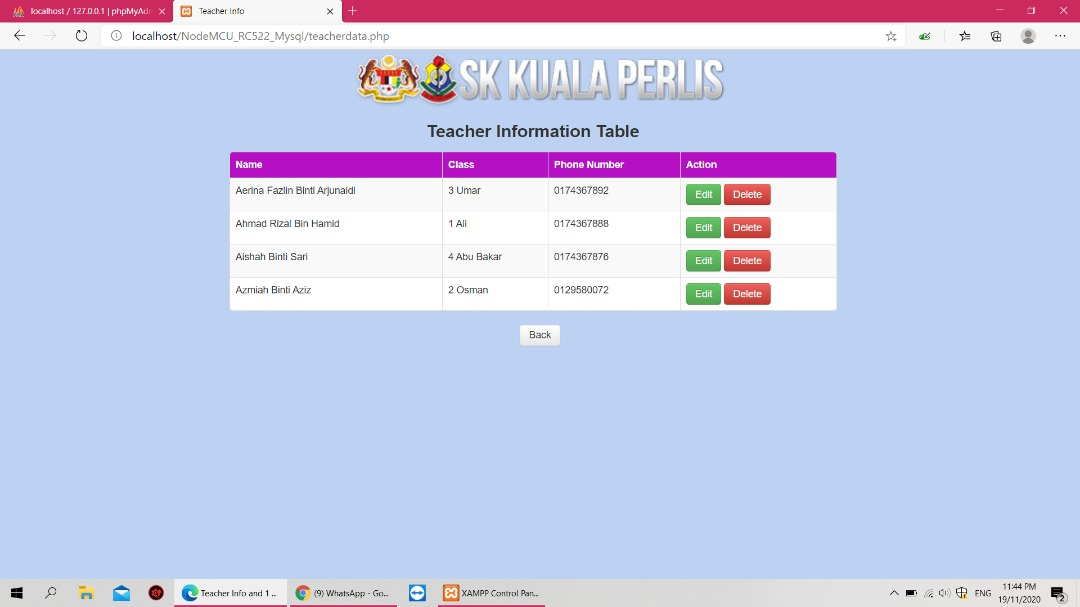 localhost / 127.0.0.1 | phpMyAdm
Teacher Info
localhost/NodeMCU_RC522_Mysql/teacherdata.php
SK KUALA PERLIS
Teacher Information Table
Name Class Phone Number Action
Aerina Fazlin Binti Arjunaidi 3 Umar 0174367892 Edit Delete
Ahmad Rizal Bin Hamid 1 Ali 0174367888 Edit Delete
Aishah Binti Sari 4 Abu Bakar 0174367876 Edit Delete
Azmiah Binti Aziz 2 Osman 0129580072 Edit Delete
Back
Teacher Info and 1 ... (9) WhatsApp - Go... XAMPP Control Pan... ENG 11:44 PM
19/11/2020 2